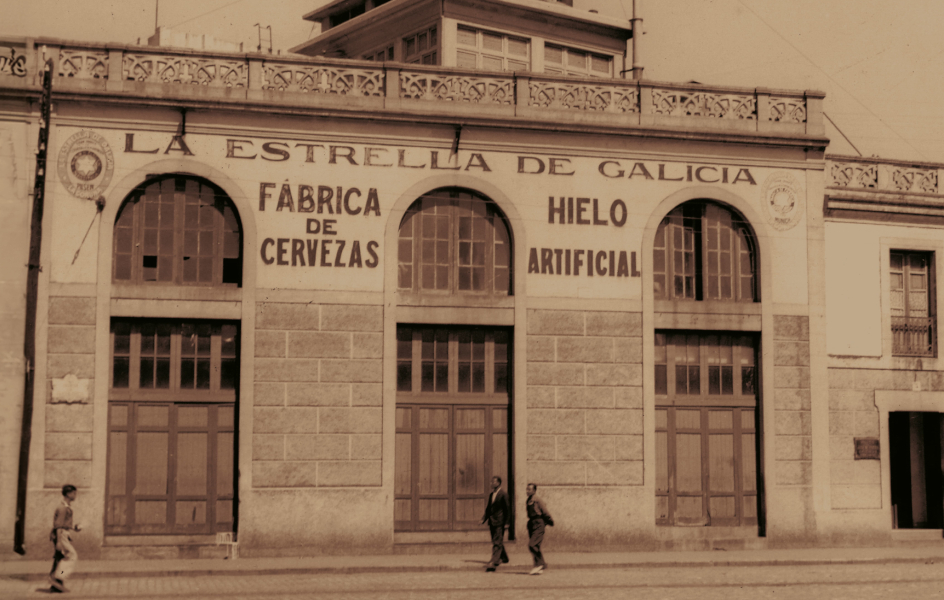 LA ESTRELLA DE GALICIA
FÁBRICA
DE
CERVEZAS
HIELO
ARTIFICIAL